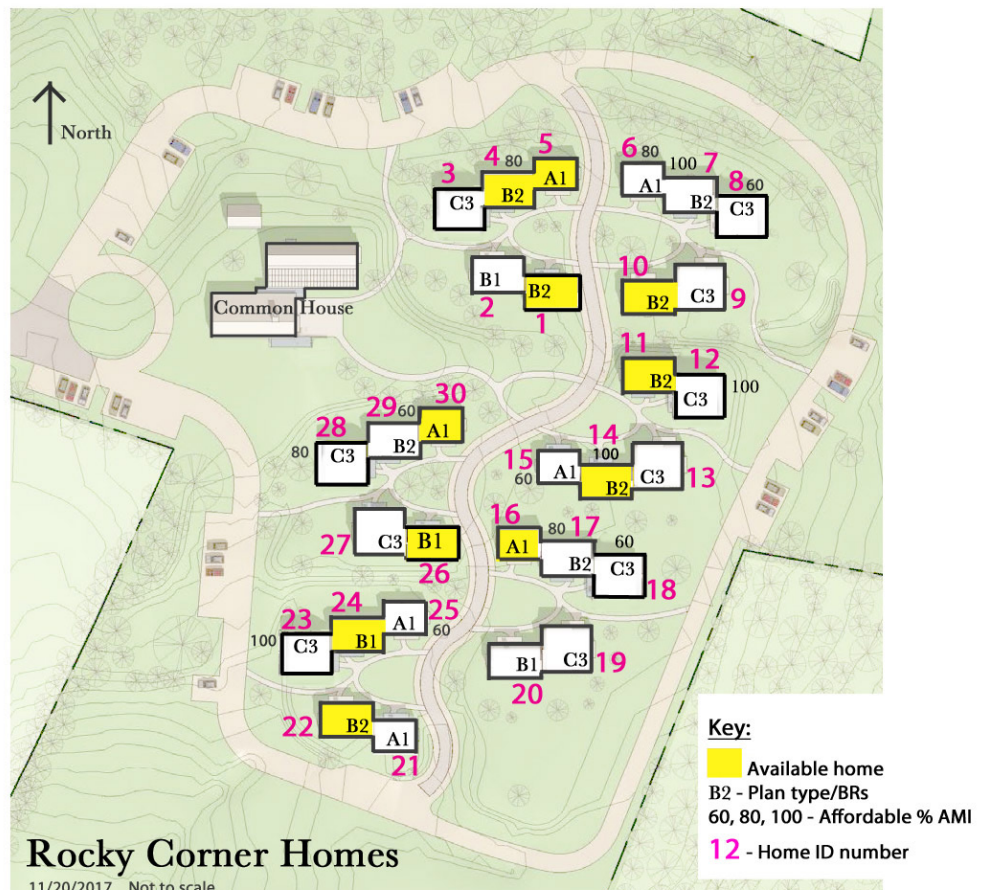 North
5
4 80
3
A1
B2
C3
6 80
100 7
8 60
A1
B2
C3
B1
B2
2
1
10
B2
C3
9
Common House
11
12
B2
C3
100
30
29 60
28
A1
B2
80
C3
14
100
15
A1
60
B2
C3
13
16
80 17
60
A1
B2
C3
18
27
C3
B1
26
24
25
23
A1
60
100
C3
B1
B1
C3
19
20
22
B2
A1
21
Key:
Available home
B2 - Plan type/BRs
60, 80, 100 - Affordable % AMI
12 - Home ID number
Rocky Corner Homes
11/20/2017 Not to scale